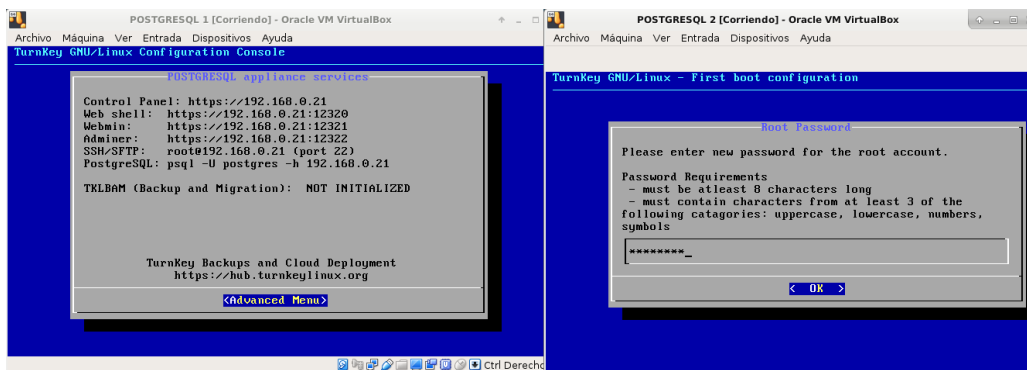 POSTGRESQL 1 [Corriendo] - Oracle VM VirtualBox
Archivo Máquina Ver Entrada Dispositivos Ayuda
TurnKey GNU/Linux Configuration Console
POSTGRESQL appliance services
Control Panel: https://192.168.0.21
Web shell: https://192.168.0.21:12320
Webmin: https://192.168.0.21:12321
Adminer: https://192.168.0.21:12322
SSH/SFTP: root@192.168.0.21 (port 22)
PostgreSQL: psql -U postgres -h 192.168.0.21
TKLBAM (Backup and Migration): NOT INITIALIZED
TurnKey Backups and Cloud Deployment
https://hub.turnkeylinux.org
<Advanced Menu>
Ctrl Derecho
POSTGRESQL 2 [Corriendo] - Oracle VM VirtualBox
Archivo Máquina Ver Entrada Dispositivos Ayuda
TurnKey GNU/Linux - First boot configuration
Root Password
Please enter new password for the root account.
Password Requirements
- must be atleast 8 characters long
- must contain characters from at least 3 of the
following catagories: uppercase, lowercase, numbers,
symbols
********_
< OK >